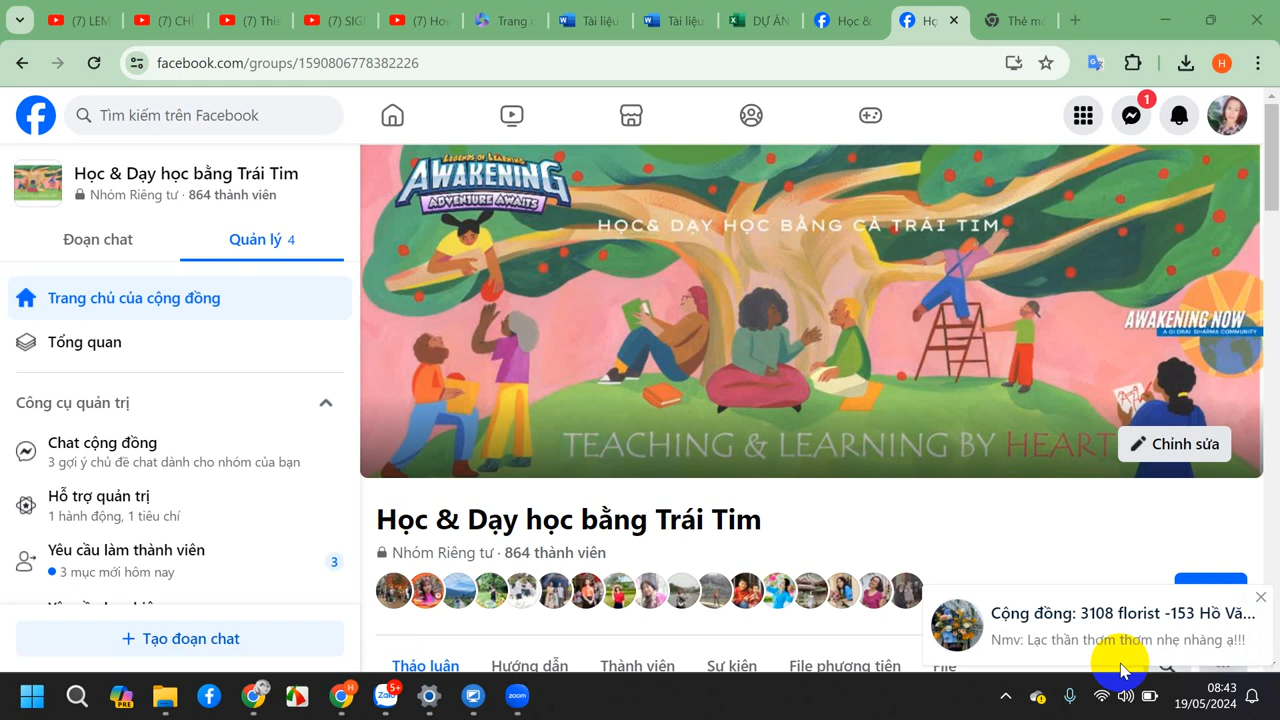 (7) LEM
(7) CHỈ
(7) This
(7) SIG
(7) How
Trang c
Tài liệu
Tài liệu
DỰ ÁN
Học &
Họ
Thẻ mớ
facebook.com/groups/1590806778382226
H
Tìm kiếm trên Facebook
1
Học & Dạy học bằng Trái Tim
Nhóm Riêng tư · 864 thành viên
Đoạn chat
Quản lý 4
Trang chủ của cộng đồng
Tổng quan
Công cụ quản trị
Chat cộng đồng
3 gợi ý chủ đề chat dành cho nhóm của bạn
Hỗ trợ quản trị
1 hành động, 1 tiêu chí
Yêu cầu làm thành viên
3
3 mục mới hôm nay
+ Tạo đoạn chat
LEGENDS OF LEARNING
AWAKENING
ADVENTURE AWAITS
HỌC& DẠY HỌC BẰNG CẢ TRÁI TIM
AWAKENING NOW
A GI DRAI DHARMA COMMUNITY
TEACHING & LEARNING BY HEART
Chỉnh sửa
Học & Dạy học bằng Trái Tim
Nhóm Riêng tư · 864 thành viên
Thảo luận
Hướng dẫn
Thành viên
Sự kiện
File phương tiện
File
Cộng đồng: 3108 florist -153 Hồ Vă...
Nmv: Lạc thần thơm thơm nhẹ nhàng ạ!!!
PRE
H
Zalo
5+
zoom
08:43
19/05/2024